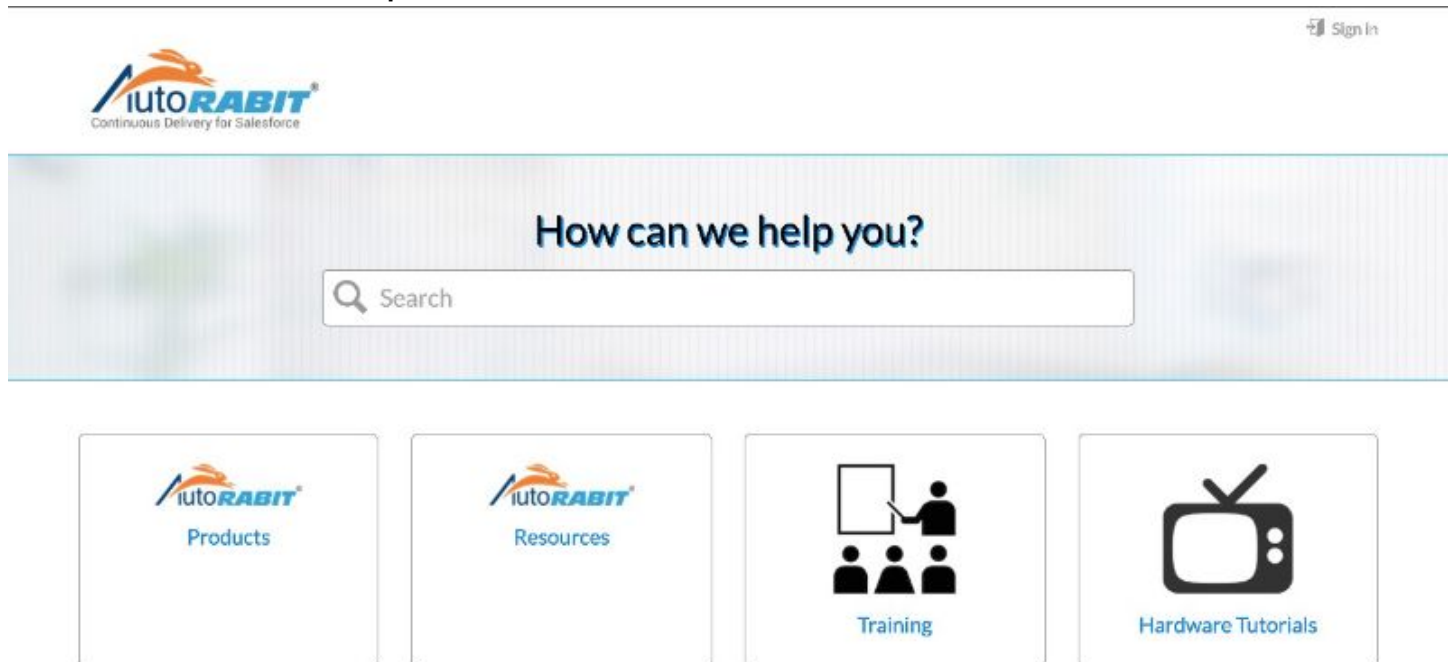 Sign in
AutoRABIT®
Continuous Delivery for Salesforce
How can we help you?
Search
AutoRABIT®
Products
AutoRABIT®
Resources
Training
Hardware Tutorials